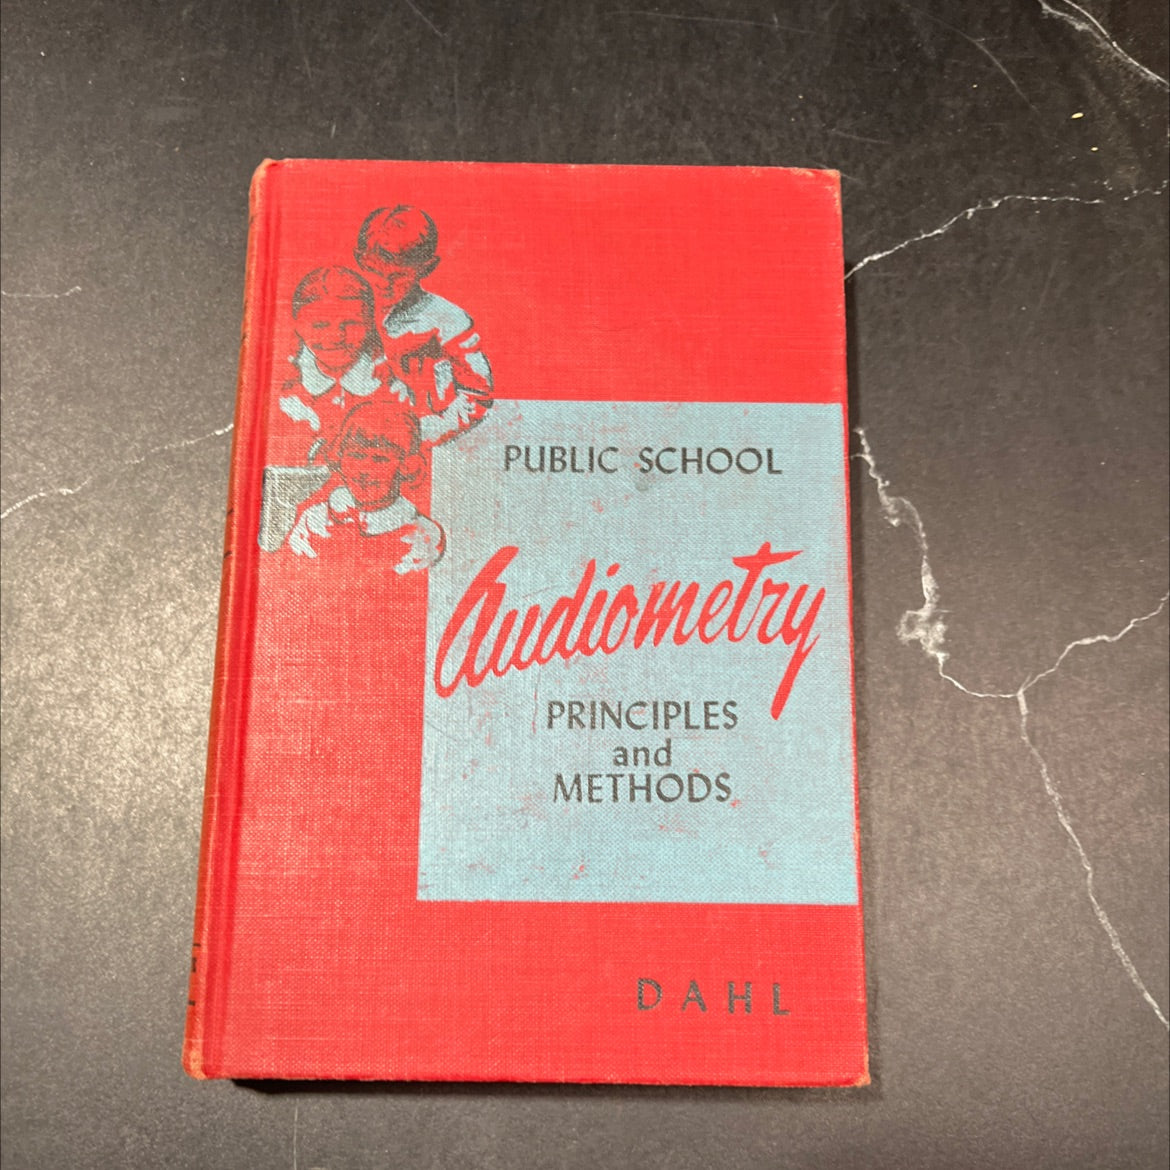 PUBLIC SCHOOL
Audiometry
PRINCIPLES
and
METHODS
DAHL